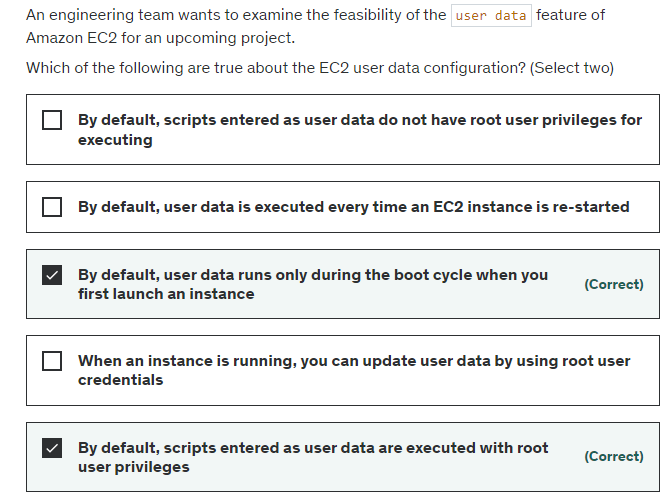 An engineering team wants to examine the feasibility of the user data feature of
Amazon EC2 for an upcoming project.
Which of the following are true about the EC2 user data configuration? (Select two)
By default, scripts entered as user data do not have root user privileges for
executing
By default, user data is executed every time an EC2 instance is re-started
By default, user data runs only during the boot cycle when you
first launch an instance
(Correct)
When an instance is running, you can update user data by using root user
credentials
By default, scripts entered as user data are executed with root
user privileges
(Correct)